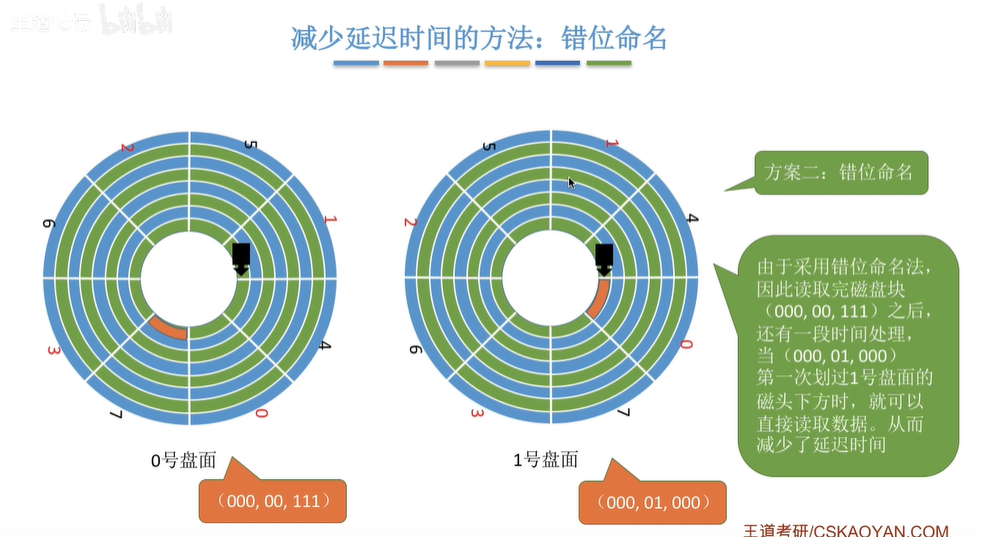 bilibili
减少延迟时间的方法：错位命名
2
5
1
4
0
7
3
6
0号盘面
（000, 00, 111）
5
1
4
0
7
3
6
2
1号盘面
（000, 01, 000）
方案二：错位命名
由于采用错位命名法，
因此读取完磁盘块
（000, 00, 111）之后，
还有一段时间处理，
当（000, 01, 000）
第一次划过1号盘面的
磁头下方时，就可以
直接读取数据。从而
减少了延迟时间
王道考研/CSKAOYAN.COM